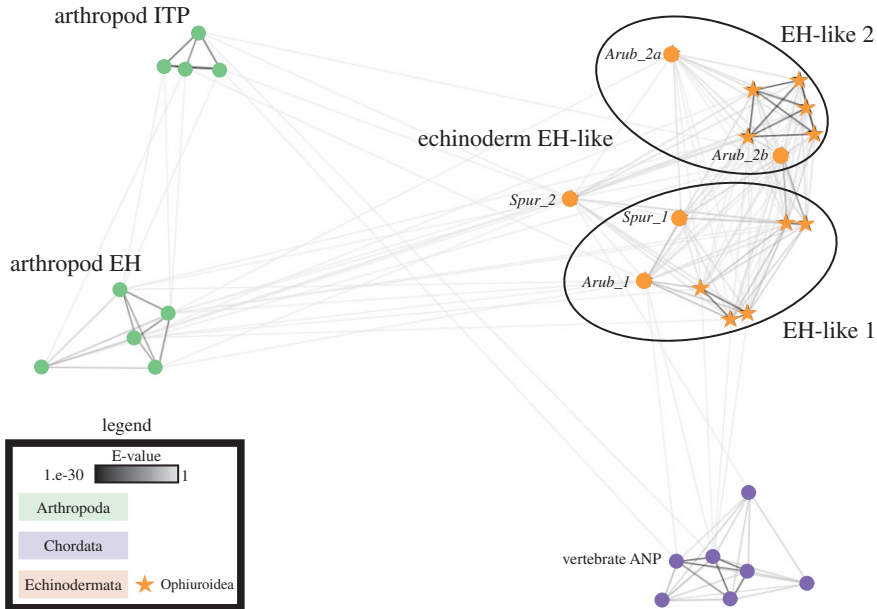 arthropod ITP
EH-like 2
Arub_2a
echinoderm EH-like
Arub_2b
Spur_2
Spur_1
arthropod EH
Arub_1
EH-like 1
legend
E-value
1.e-30
1
Arthropoda
Chordata
Echinodermata
Ophiuroidea
vertebrate ANP